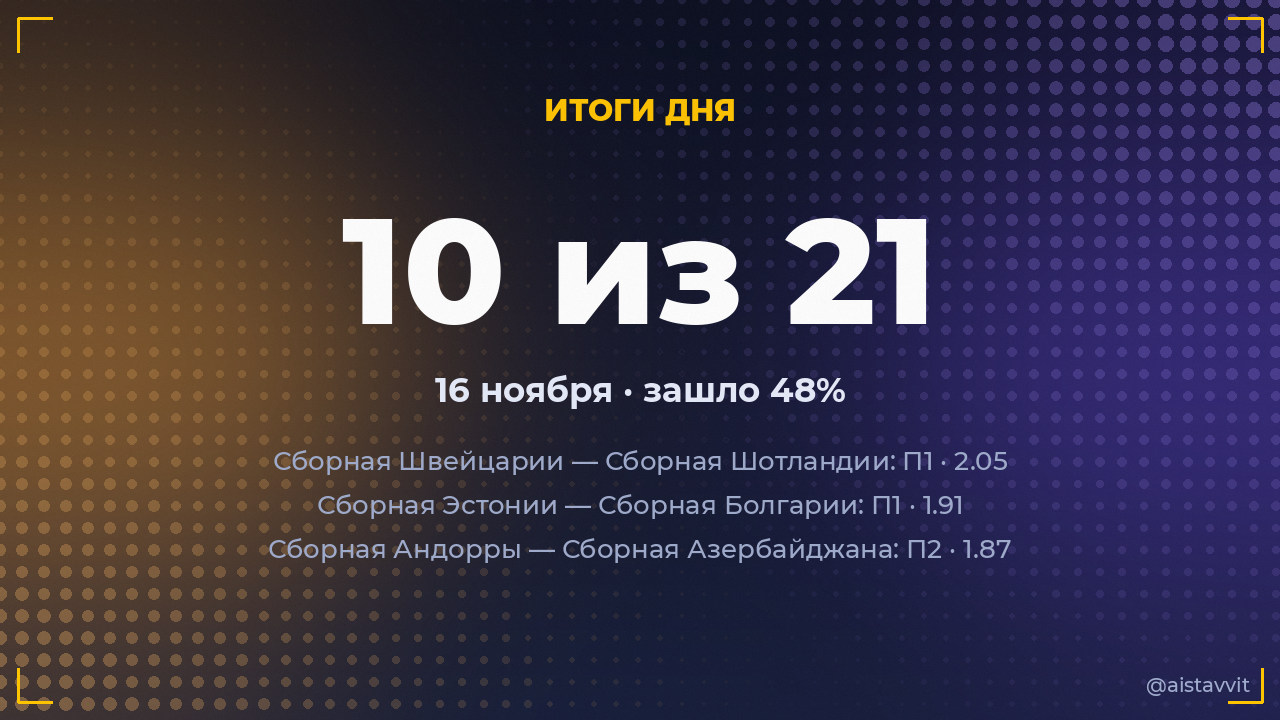 ИТОГИ ДНЯ
10 из 21
16 ноября · зашло 48%
Сборная Швейцарии — Сборная Шотландии: П1 · 2.05
Сборная Эстонии — Сборная Болгарии: П1 · 1.91
Сборная Андорры — Сборная Азербайджана: П2 · 1.87
@aistavvit